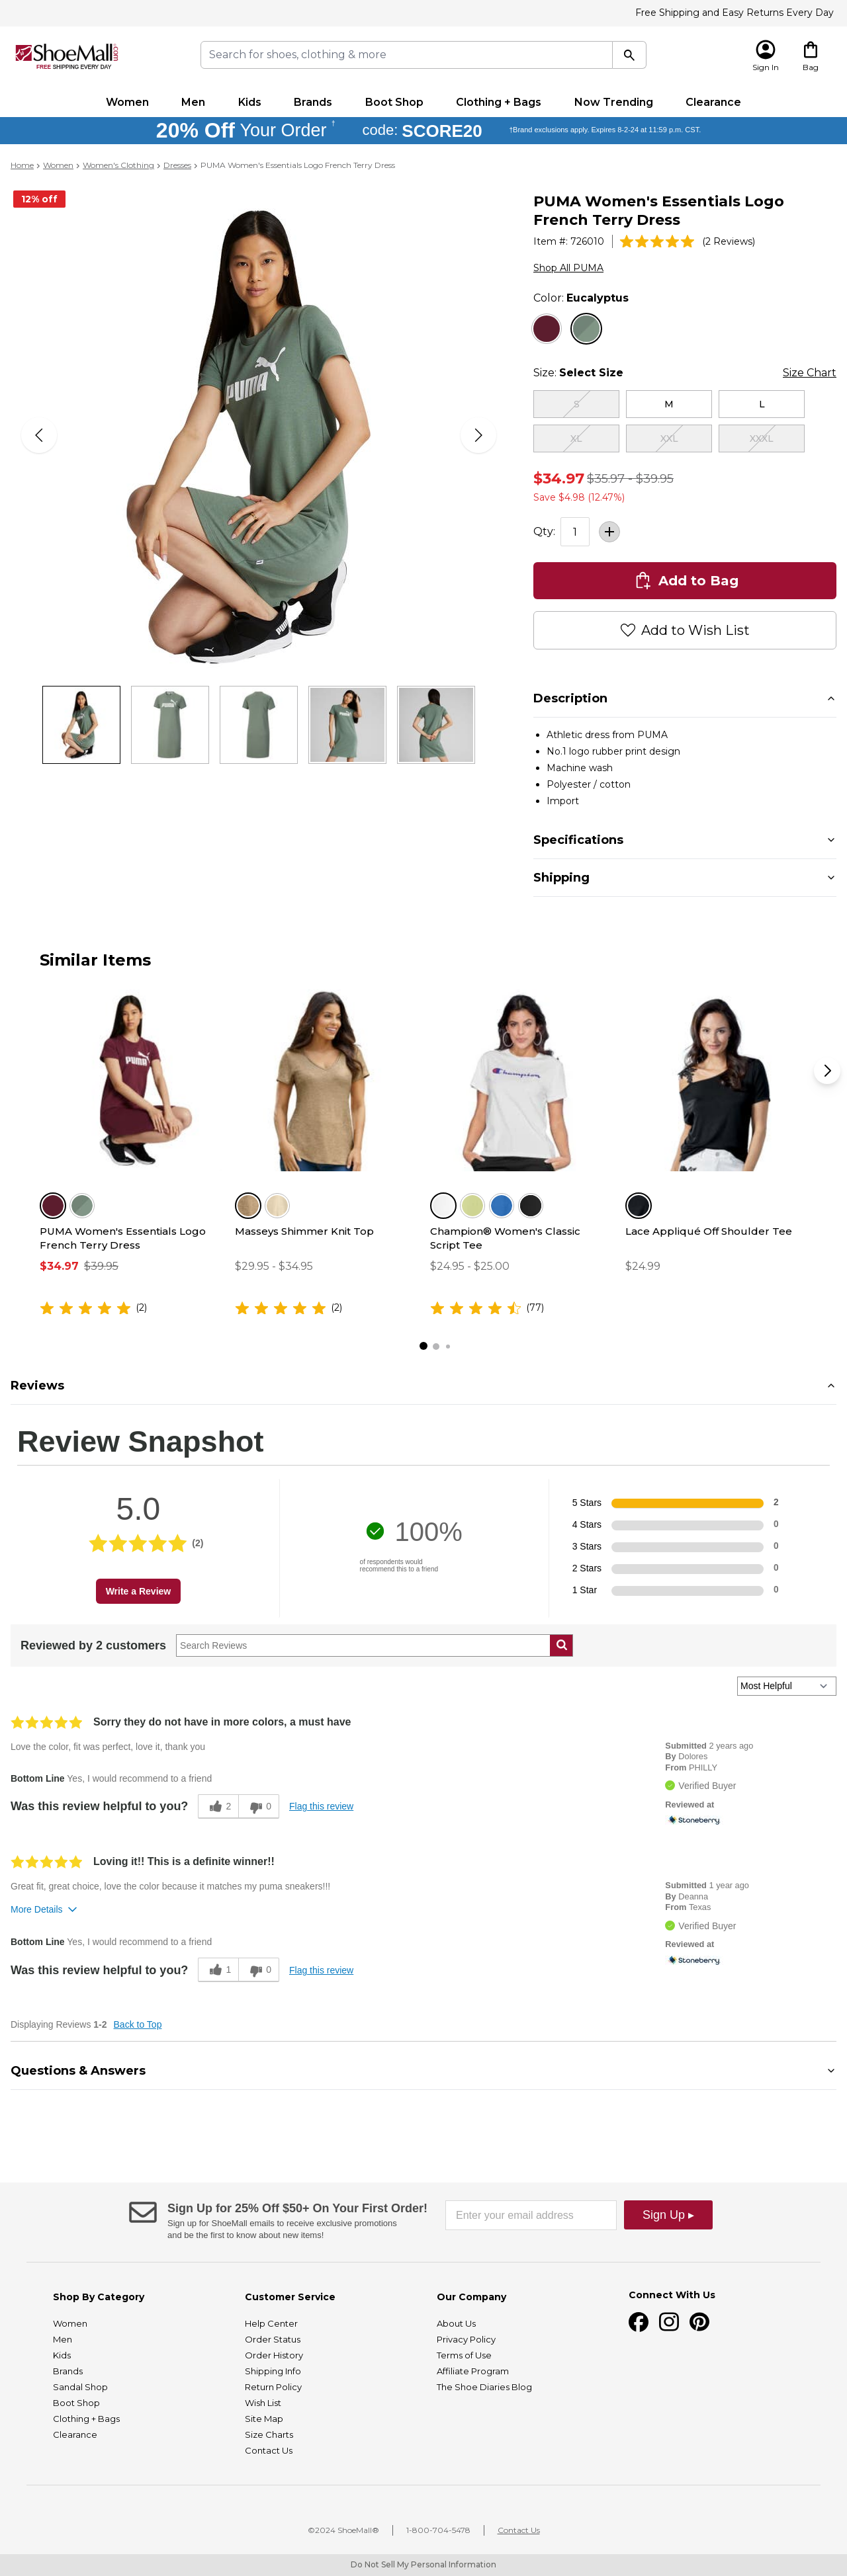 Free Shipping and Easy Returns Every Day
ShoeMall.com
FREE SHIPPING EVERY DAY
Search for shoes, clothing & more
Sign In
Bag
Women Men Kids Brands Boot Shop Clothing + Bags Now Trending Clearance
20% Off Your Order † code: SCORE20 †Brand exclusions apply. Expires 8-2-24 at 11:59 p.m. CST.
Home > Women > Women's Clothing > Dresses > PUMA Women's Essentials Logo French Terry Dress
12% off
PUMA
PUMA Women's Essentials Logo
French Terry Dress
Item #: 726010 (2 Reviews)
Shop All PUMA
Color: Eucalyptus
Size: Select Size Size Chart
S M L
XL XXL XXXL
$34.97 $35.97 - $39.95
Save $4.98 (12.47%)
Qty: 1 +
Add to Bag
Add to Wish List
Description
Athletic dress from PUMA
No.1 logo rubber print design
Machine wash
Polyester / cotton
Import
Specifications
Shipping
Similar Items
PUMA
Champion
PUMA Women's Essentials Logo
French Terry Dress
$34.97 $39.95
(2)
Masseys Shimmer Knit Top
$29.95 - $34.95
(2)
Champion® Women's Classic
Script Tee
$24.95 - $25.00
(77)
Lace Appliqué Off Shoulder Tee
$24.99
Reviews
Review Snapshot
5.0
(2)
Write a Review
100%
of respondents would
recommend this to a friend
5 Stars 2
4 Stars 0
3 Stars 0
2 Stars 0
1 Star 0
Reviewed by 2 customers Search Reviews
Most Helpful
Sorry they do not have in more colors, a must have
Love the color, fit was perfect, love it, thank you
Bottom Line Yes, I would recommend to a friend
Was this review helpful to you? 2 0 Flag this review
Submitted 2 years ago
By Dolores
From PHILLY
Verified Buyer
Reviewed at
Stoneberry
Loving it!! This is a definite winner!!
Great fit, great choice, love the color because it matches my puma sneakers!!!
More Details
Bottom Line Yes, I would recommend to a friend
Was this review helpful to you? 1 0 Flag this review
Submitted 1 year ago
By Deanna
From Texas
Verified Buyer
Reviewed at
Stoneberry
Displaying Reviews 1-2 Back to Top
Questions & Answers
Sign Up for 25% Off $50+ On Your First Order!
Sign up for ShoeMall emails to receive exclusive promotions
and be the first to know about new items!
Enter your email address
Sign Up ▸
Shop By Category
Women
Men
Kids
Brands
Sandal Shop
Boot Shop
Clothing + Bags
Clearance
Customer Service
Help Center
Order Status
Order History
Shipping Info
Return Policy
Wish List
Site Map
Size Charts
Contact Us
Our Company
About Us
Privacy Policy
Terms of Use
Affiliate Program
The Shoe Diaries Blog
Connect With Us
©2024 ShoeMall® 1-800-704-5478 Contact Us
Do Not Sell My Personal Information